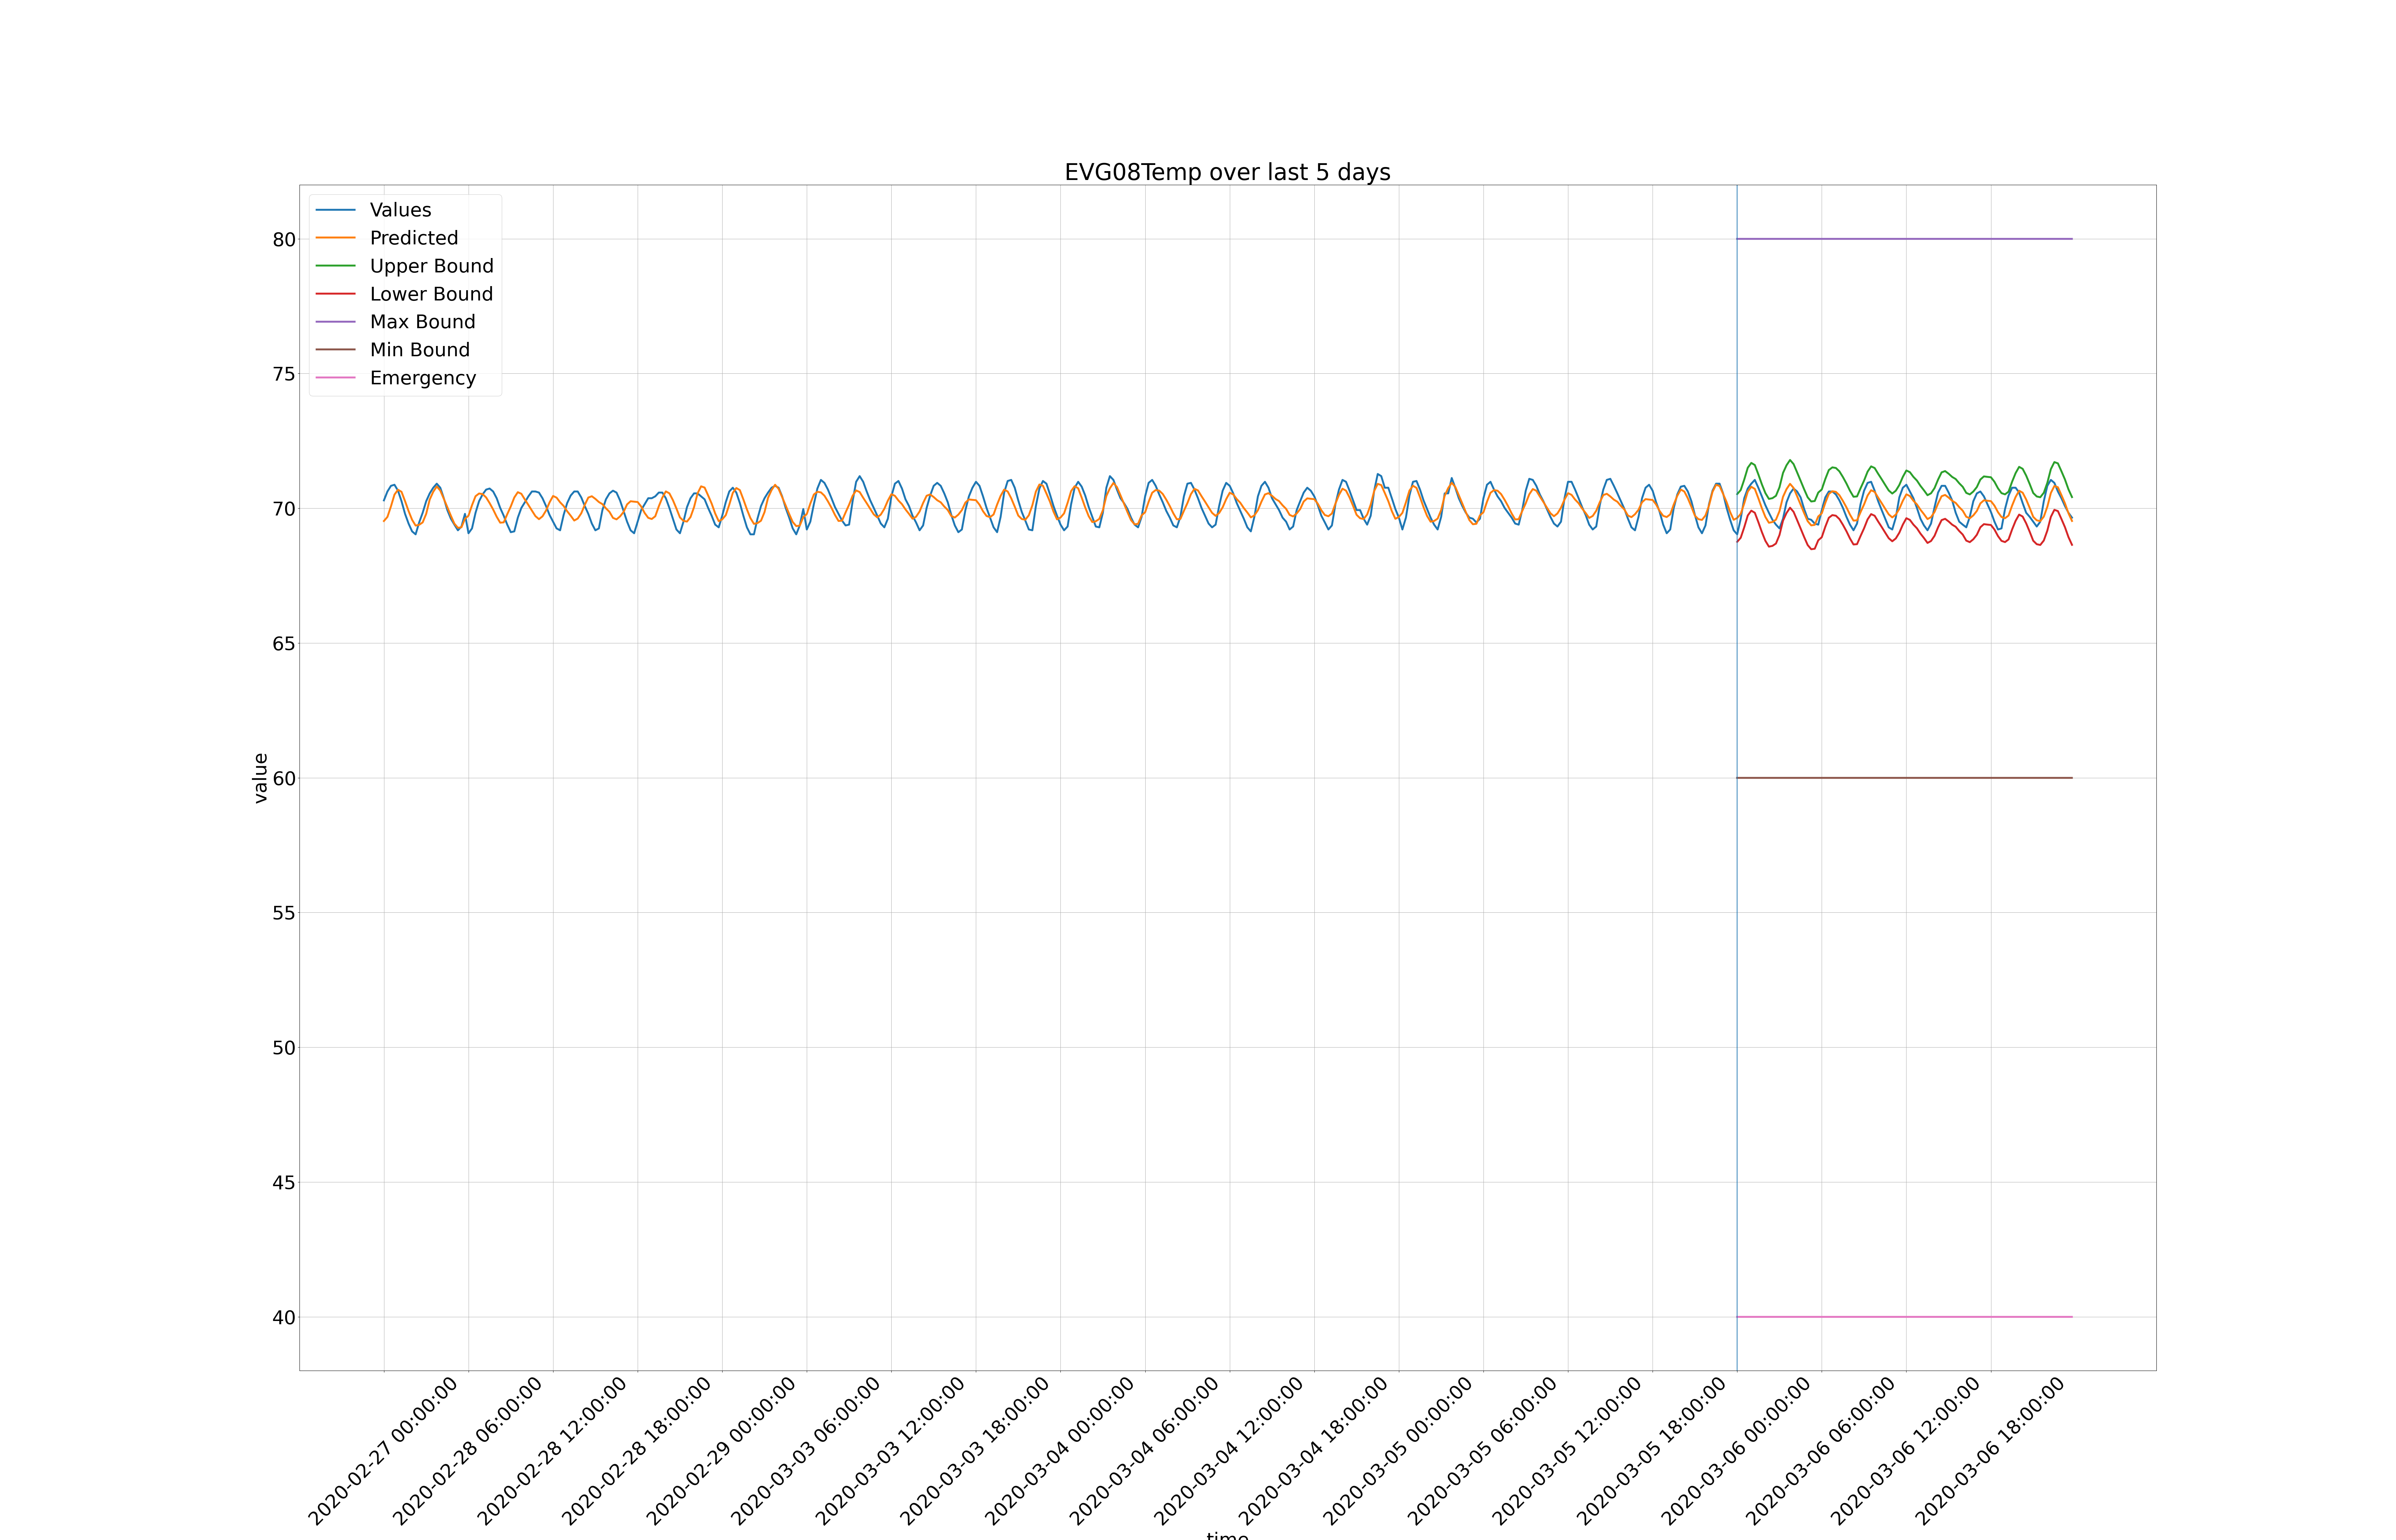 EVG08Temp over last 5 days
Values
Predicted
Upper Bound
Lower Bound
Max Bound
Min Bound
Emergency
80
75
70
65
60
55
50
45
40
value
2020-02-27 00:00:00
2020-02-28 06:00:00
2020-02-28 12:00:00
2020-02-28 18:00:00
2020-02-29 00:00:00
2020-03-03 06:00:00
2020-03-03 12:00:00
2020-03-03 18:00:00
2020-03-04 00:00:00
2020-03-04 06:00:00
2020-03-04 12:00:00
2020-03-04 18:00:00
2020-03-05 00:00:00
2020-03-05 06:00:00
2020-03-05 12:00:00
2020-03-05 18:00:00
2020-03-06 00:00:00
2020-03-06 06:00:00
2020-03-06 12:00:00
2020-03-06 18:00:00
time